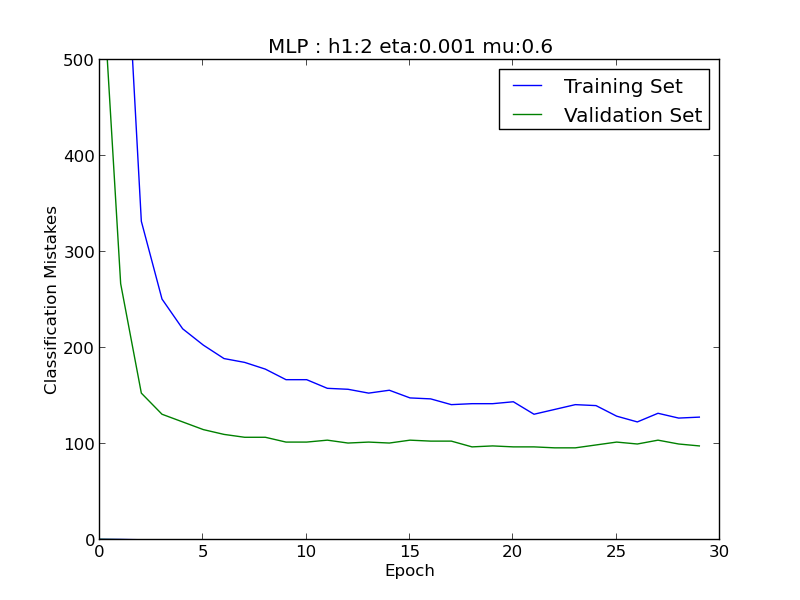 MLP : h1:2 eta:0.001 mu:0.6
Training Set
Validation Set
500
400
300
200
100
0
Classification Mistakes
0 5 10 15 20 25 30
Epoch